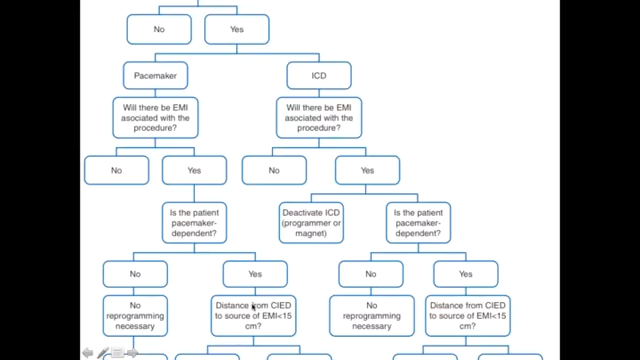 No
Yes
Pacemaker
ICD
Will there be EMI
asociated with the
procedure?
Will there be EMI
asociated with the
procedure?
No
Yes
No
Yes
Is the patient
pacemaker-
dependent?
Deactivate ICD
(programmer or
magnet)
Is the patient
pacemaker-
dependent?
No
Yes
No
Yes
No
reprogramming
necessary
Distance from CIED
to source of EMI<15
cm?
No
reprogramming
necessary
Distance from CIED
to source of EMI<15
cm?